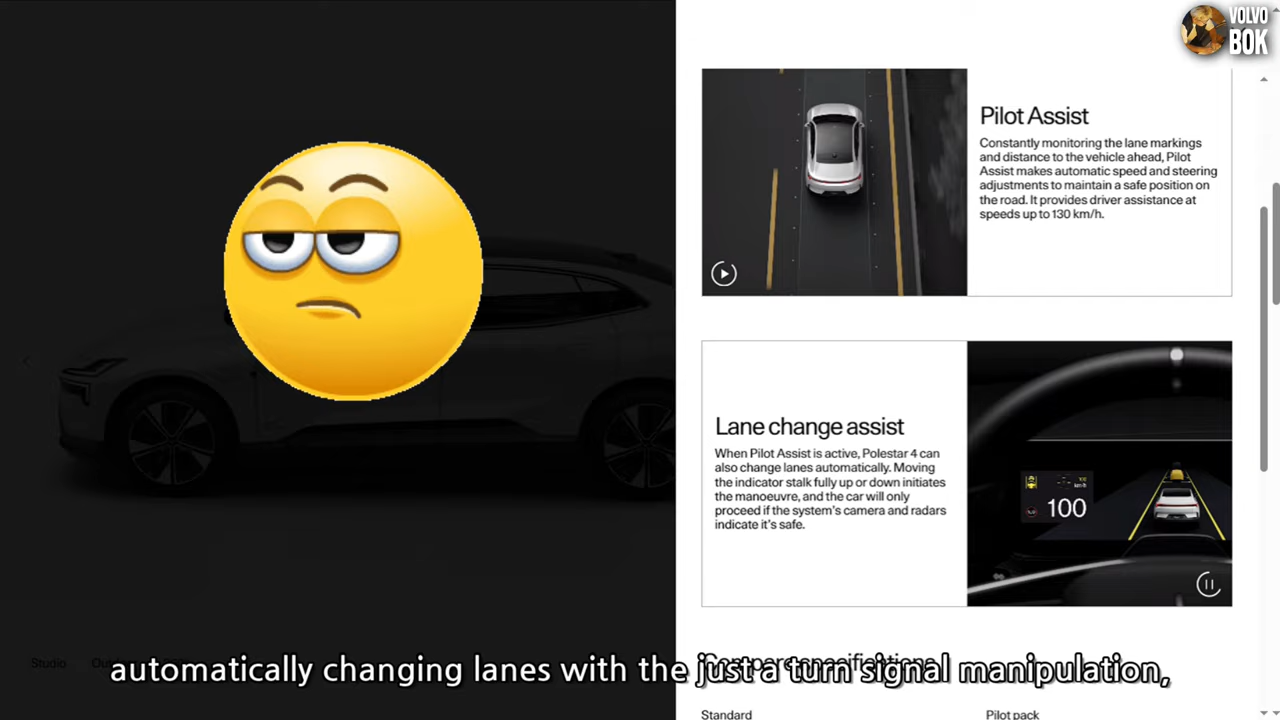 VOLVO
BOK
Pilot Assist
Constantly monitoring the lane markings
and distance to the vehicle ahead, Pilot
Assist makes automatic speed and steering
adjustments to maintain a safe position on
the road. It provides driver assistance at
speeds up to 130 km/h.
Lane change assist
When Pilot Assist is active, Polestar 4 can
also change lanes automatically. Moving
the indicator stalk fully up or down initiates
the manoeuvre, and the car will only
proceed if the system's camera and radars
indicate it's safe.
100
km/h
100
Studio
automatically changing lanes with the just a turn signal manipulation,
Standard
Pilot pack